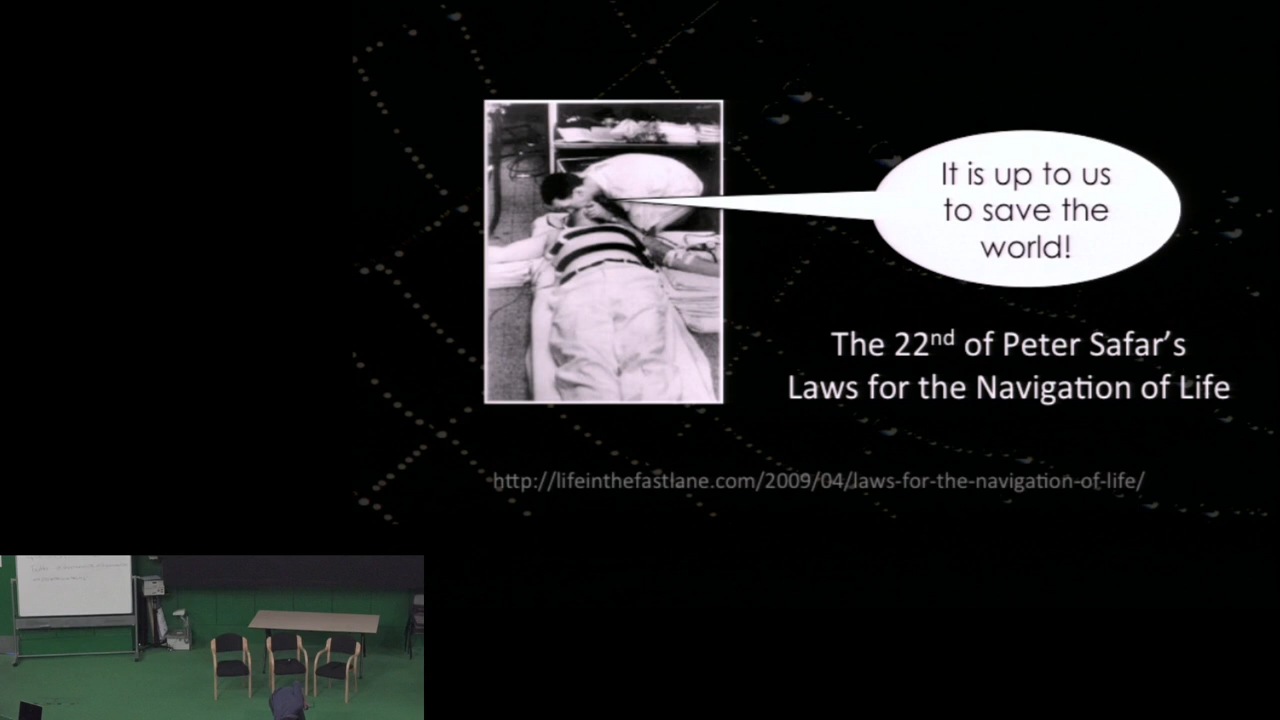 It is up to us
to save the
world!
The 22nd of Peter Safar's
Laws for the Navigation of Life
http://lifeinthefastlane.com/2009/04/laws-for-the-navigation-of-life/